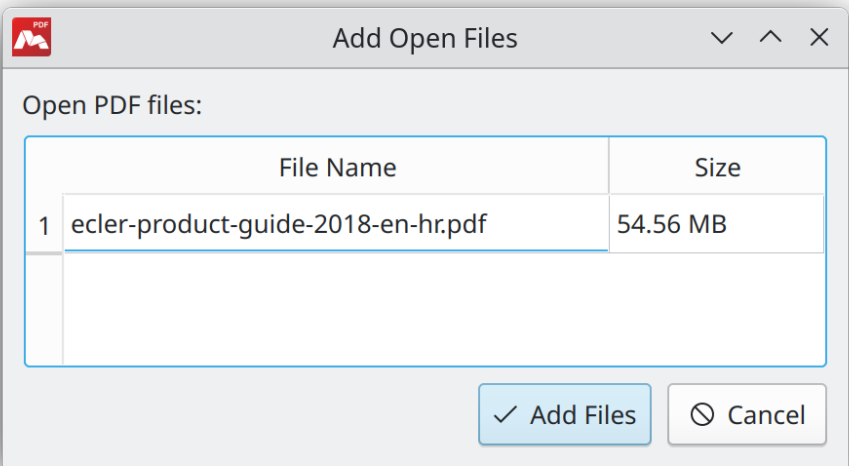 PDF
Add Open Files
Open PDF files:
File Name Size
1 ecler-product-guide-2018-en-hr.pdf 54.56 MB
Add Files Cancel